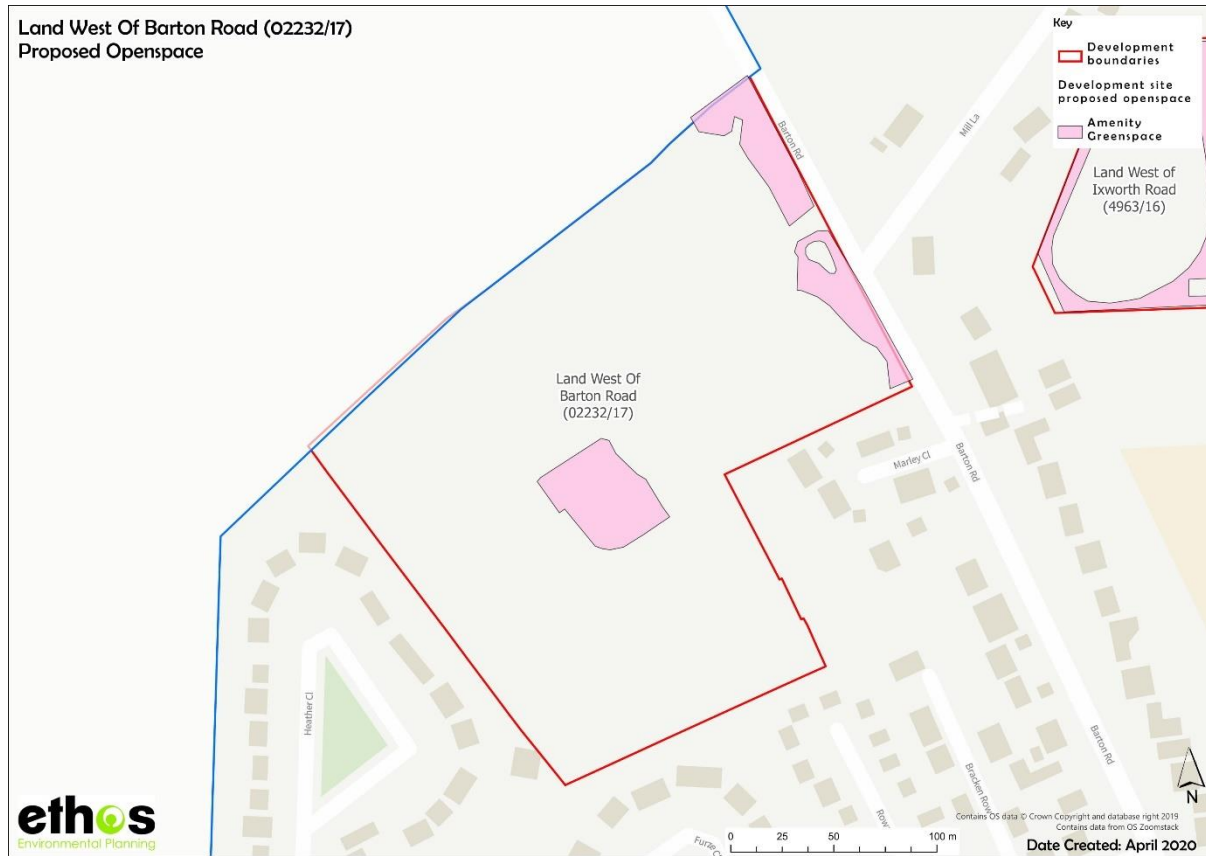 Land West Of Barton Road (02232/17)
Proposed Openspace
Key
Development
boundaries
Development site
proposed openspace
Amenity
Greenspace
Barton Rd
Mill La
Land West of
Ixworth Road
(4963/16)
Land West Of
Barton Road
(02232/17)
Marley Cl
Barton Rd
Heather Cl
Barton Rd
Bracken Row
N
ethos
Environmental Planning
0 25 50 100 m
Contains OS data © Crown Copyright and database right 2019
Contains data from OS Zoomstack
Date Created: April 2020